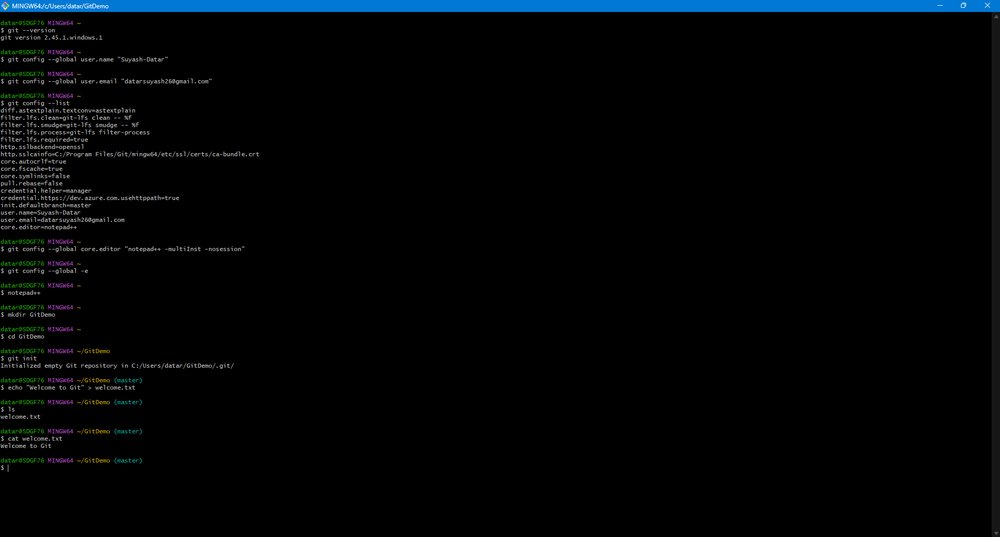 MINGW64:/c/Users/datar/GitDemo
datar@SDGF76 MINGW64 ~
$ git --version
git version 2.45.1.windows.1
datar@SDGF76 MINGW64 ~
$ git config --global user.name "Suyash-Datar"
datar@SDGF76 MINGW64 ~
$ git config --global user.email "datarsuyash26@gmail.com"
datar@SDGF76 MINGW64 ~
$ git config --list
diff.astextplain.textconv=astextplain
filter.lfs.clean=git-lfs clean -- %f
filter.lfs.smudge=git-lfs smudge -- %f
filter.lfs.process=git-lfs filter-process
filter.lfs.required=true
http.sslbackend=openssl
http.sslcainfo=C:/Program Files/Git/mingw64/etc/ssl/certs/ca-bundle.crt
core.autocrlf=true
core.fscache=true
core.symlinks=false
pull.rebase=false
credential.helper=manager
credential.https://dev.azure.com.usehttppath=true
init.defaultbranch=master
user.name=Suyash-Datar
user.email=datarsuyash26@gmail.com
core.editor=notepad++
datar@SDGF76 MINGW64 ~
$ git config --global core.editor "notepad++ -multiInst -nosession"
datar@SDGF76 MINGW64 ~
$ git config --global -e
datar@SDGF76 MINGW64 ~
$ notepad++
datar@SDGF76 MINGW64 ~
$ mkdir GitDemo
datar@SDGF76 MINGW64 ~
$ cd GitDemo
datar@SDGF76 MINGW64 ~/GitDemo
$ git init
Initialized empty Git repository in C:/Users/datar/GitDemo/.git/
datar@SDGF76 MINGW64 ~/GitDemo (master)
$ echo "Welcome to Git" > welcome.txt
datar@SDGF76 MINGW64 ~/GitDemo (master)
$ ls
welcome.txt
datar@SDGF76 MINGW64 ~/GitDemo (master)
$ cat welcome.txt
Welcome to Git
datar@SDGF76 MINGW64 ~/GitDemo (master)
$